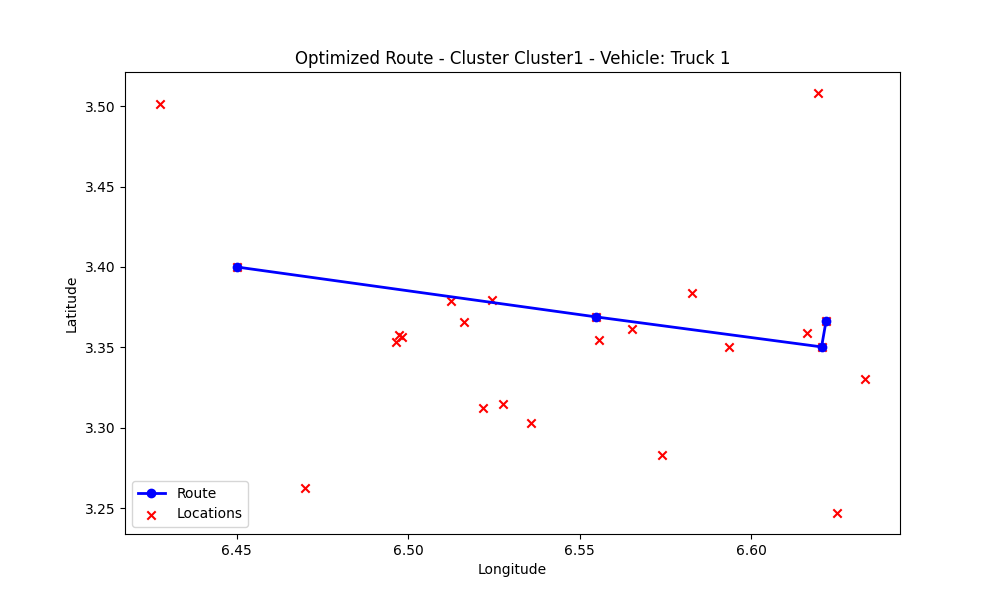 Optimized Route - Cluster Cluster1 - Vehicle: Truck 1
3.50
3.45
3.40
3.35
3.30
3.25
Latitude
Route
Locations
6.45 6.50 6.55 6.60
Longitude